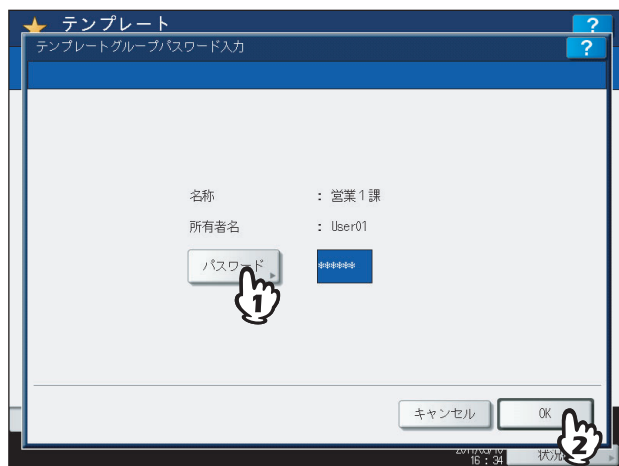 テンプレート
?
テンプレートグループパスワード入力
?
名称 : 営業1課
所有者名 : User01
パスワード ******
1
キャンセル OK
2
16:34